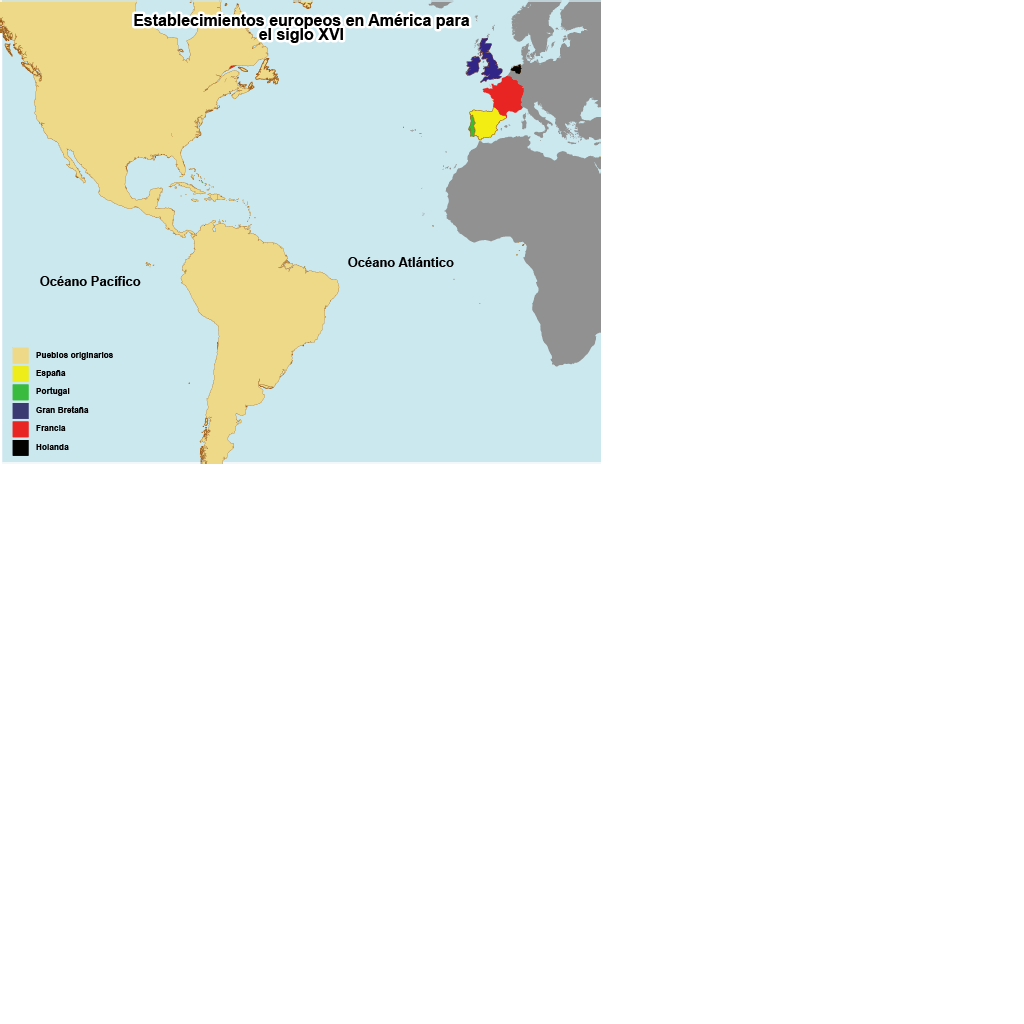 Establecimientos europeos en América para
el siglo XVI
Océano Atlántico
Océano Pacífico
Pueblos originarios
España
Portugal
Gran Bretaña
Francia
Holanda